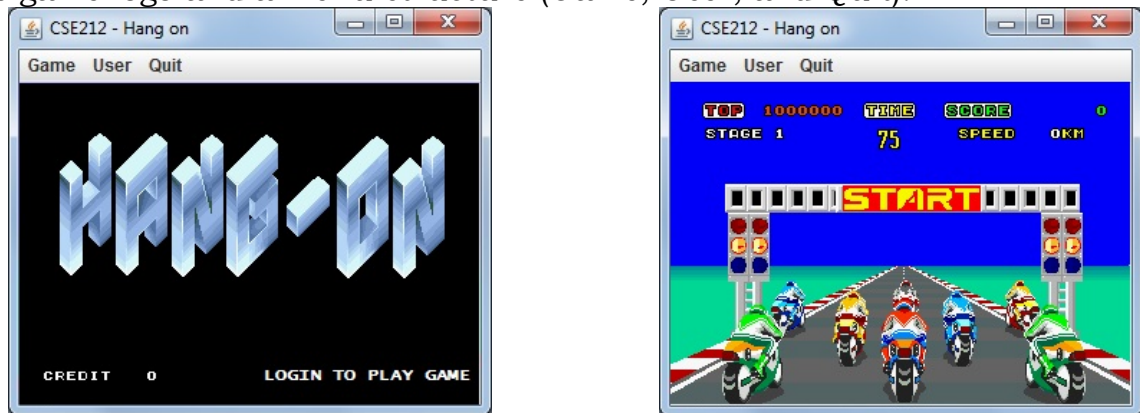 CSE212 - Hang on
Game User Quit
HANG-ON
CREDIT 0 LOGIN TO PLAY GAME
CSE212 - Hang on
Game User Quit
TOP 1000000 TIME SCORE 0
STAGE 1 75 SPEED 0KM
START